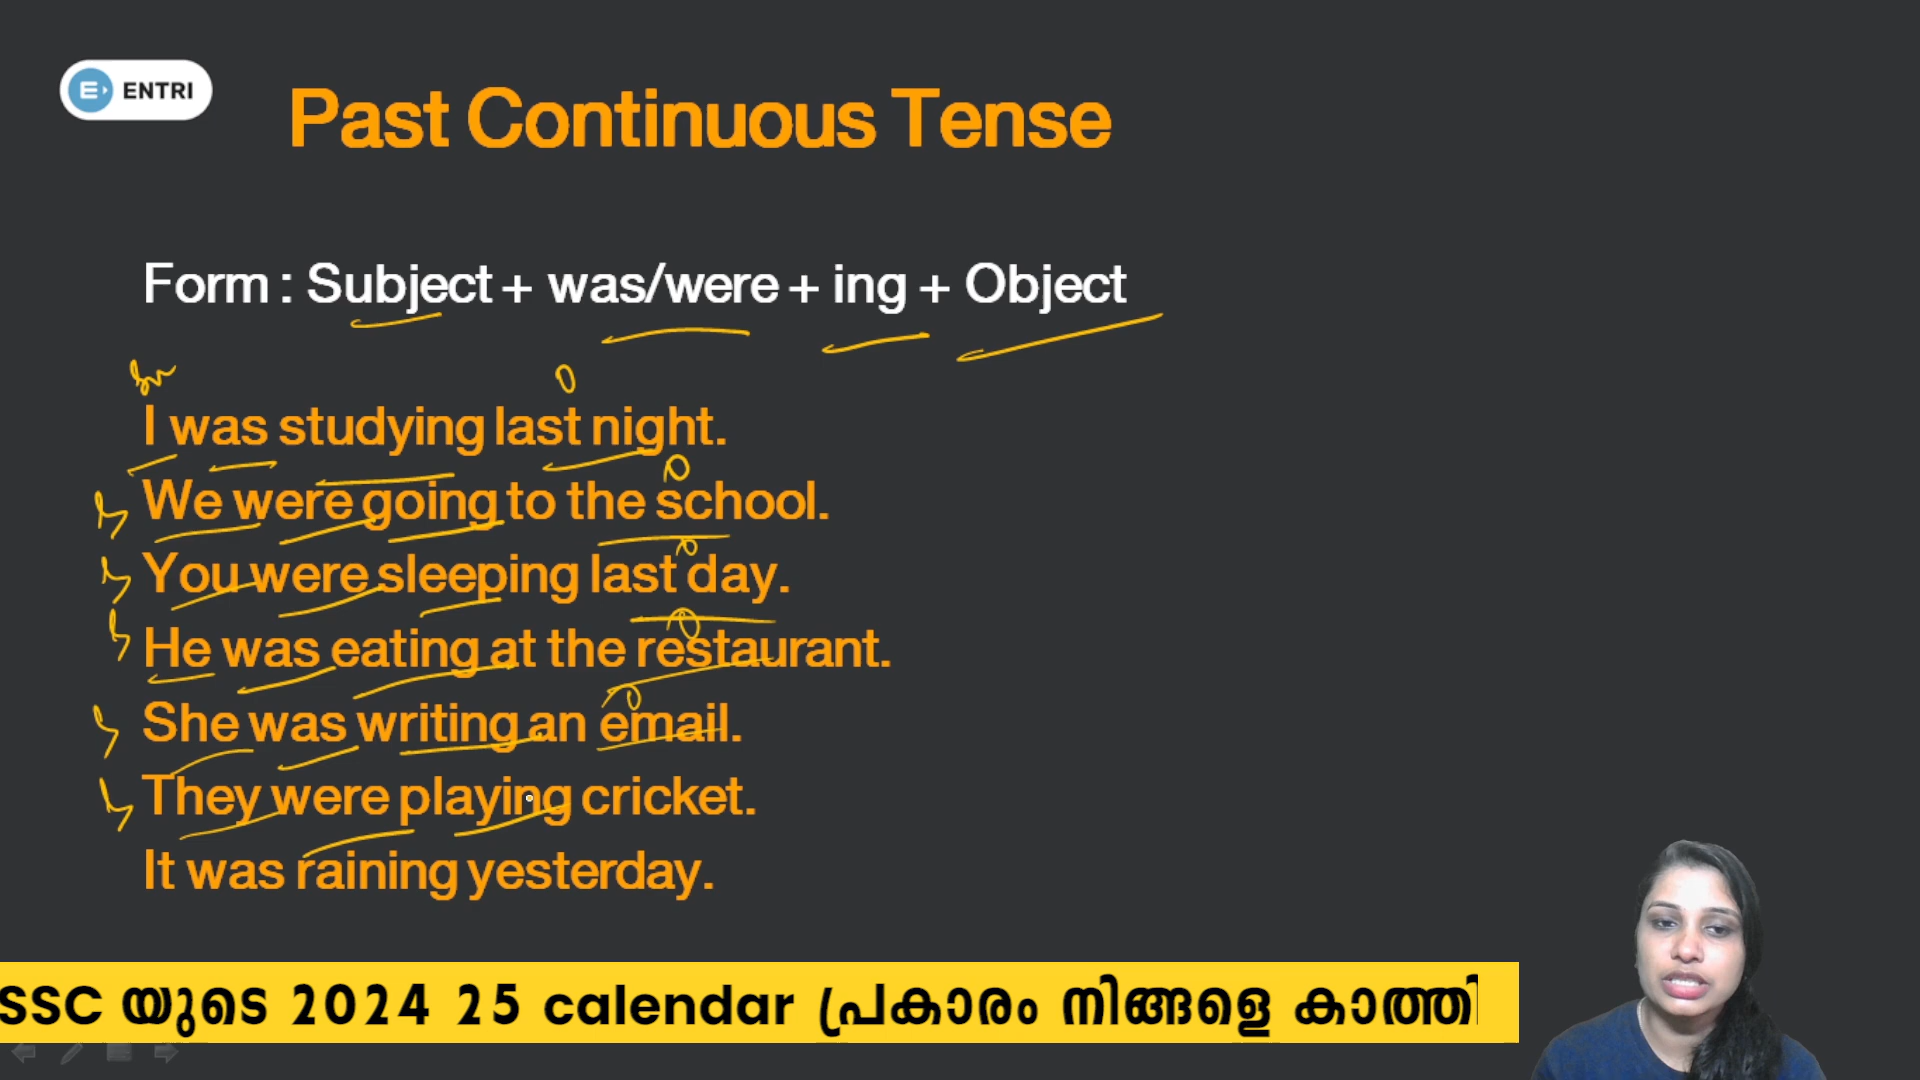 ENTRI
Past Continuous Tense
Form : Subject + was/were + ing + Object
I was studying last night.
We were going to the school.
You were sleeping last day.
He was eating at the restaurant.
She was writing an email.
They were playing cricket.
It was raining yesterday.
SSC യുടെ 2024 25 calendar പ്രകാരം നിങ്ങളെ കാത്തി